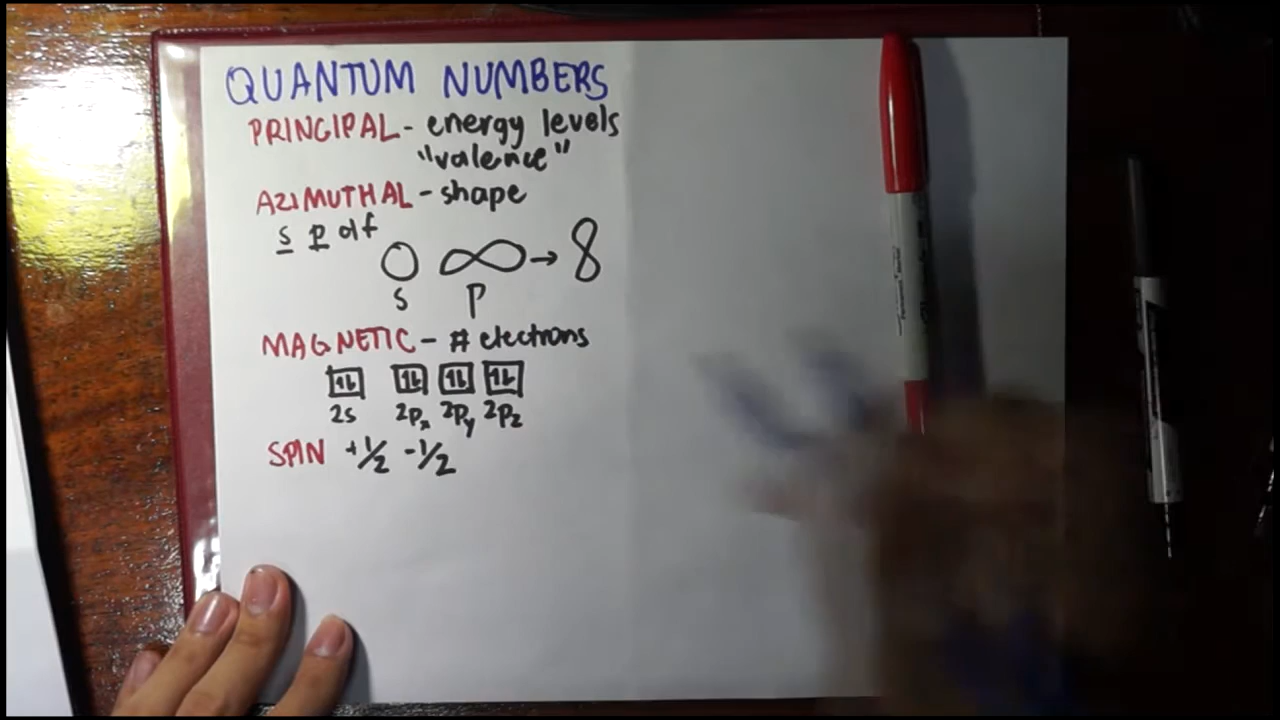 QUANTUM NUMBERS
PRINCIPAL - energy levels
"valence"
AZIMUTHAL - shape
s p d f
→ 8
s p
MAGNETIC - # electrons
2s 2px 2py 2pz
SPIN +1/2 -1/2